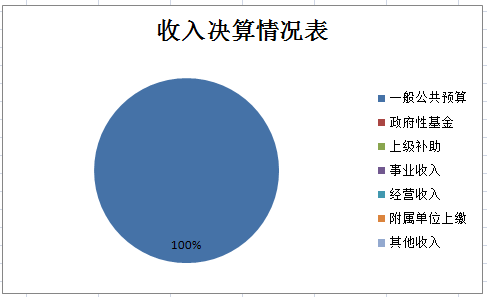 收入决算情况表
100%
一般公共预算
政府性基金
上级补助
事业收入
经营收入
附属单位上缴
其他收入